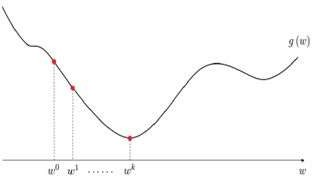 g (w)
w⁰ w¹ ...... wᵏ w